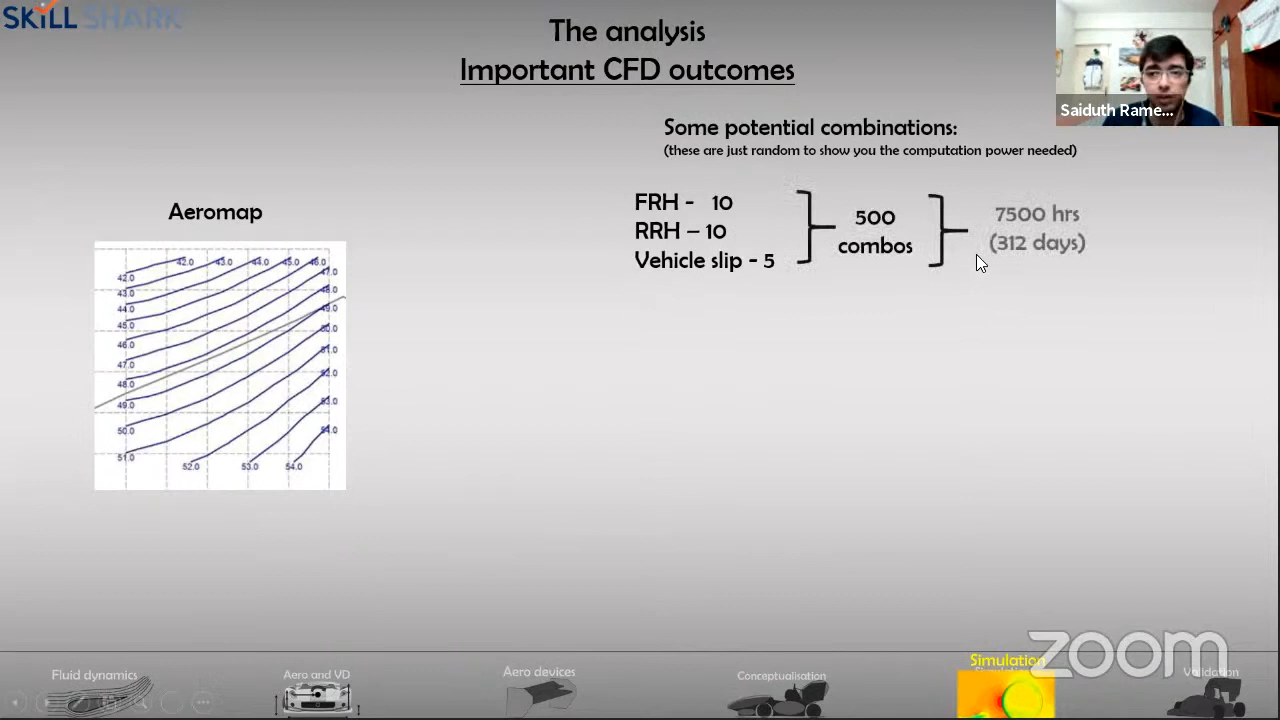 SKILL SHARK
The analysis
Important CFD outcomes
Saiduth Rame...
Some potential combinations:
(these are just random to show you the computation power needed)
Aeromap
FRH - 10
RRH – 10
Vehicle slip - 5
500
combos
7500 hrs
(312 days)
42.0 43.0 44.0 45.0 46.0
47.0
42.0
43.0
48.0
44.0
49.0
45.0
50.0
46.0
51.0
47.0
52.0
48.0
53.0
49.0
54.0
50.0
51.0
52.0 53.0 54.0
zoom
Fluid dynamics
Aero and VD
Aero devices
Conceptualisation
Simulation
Validation